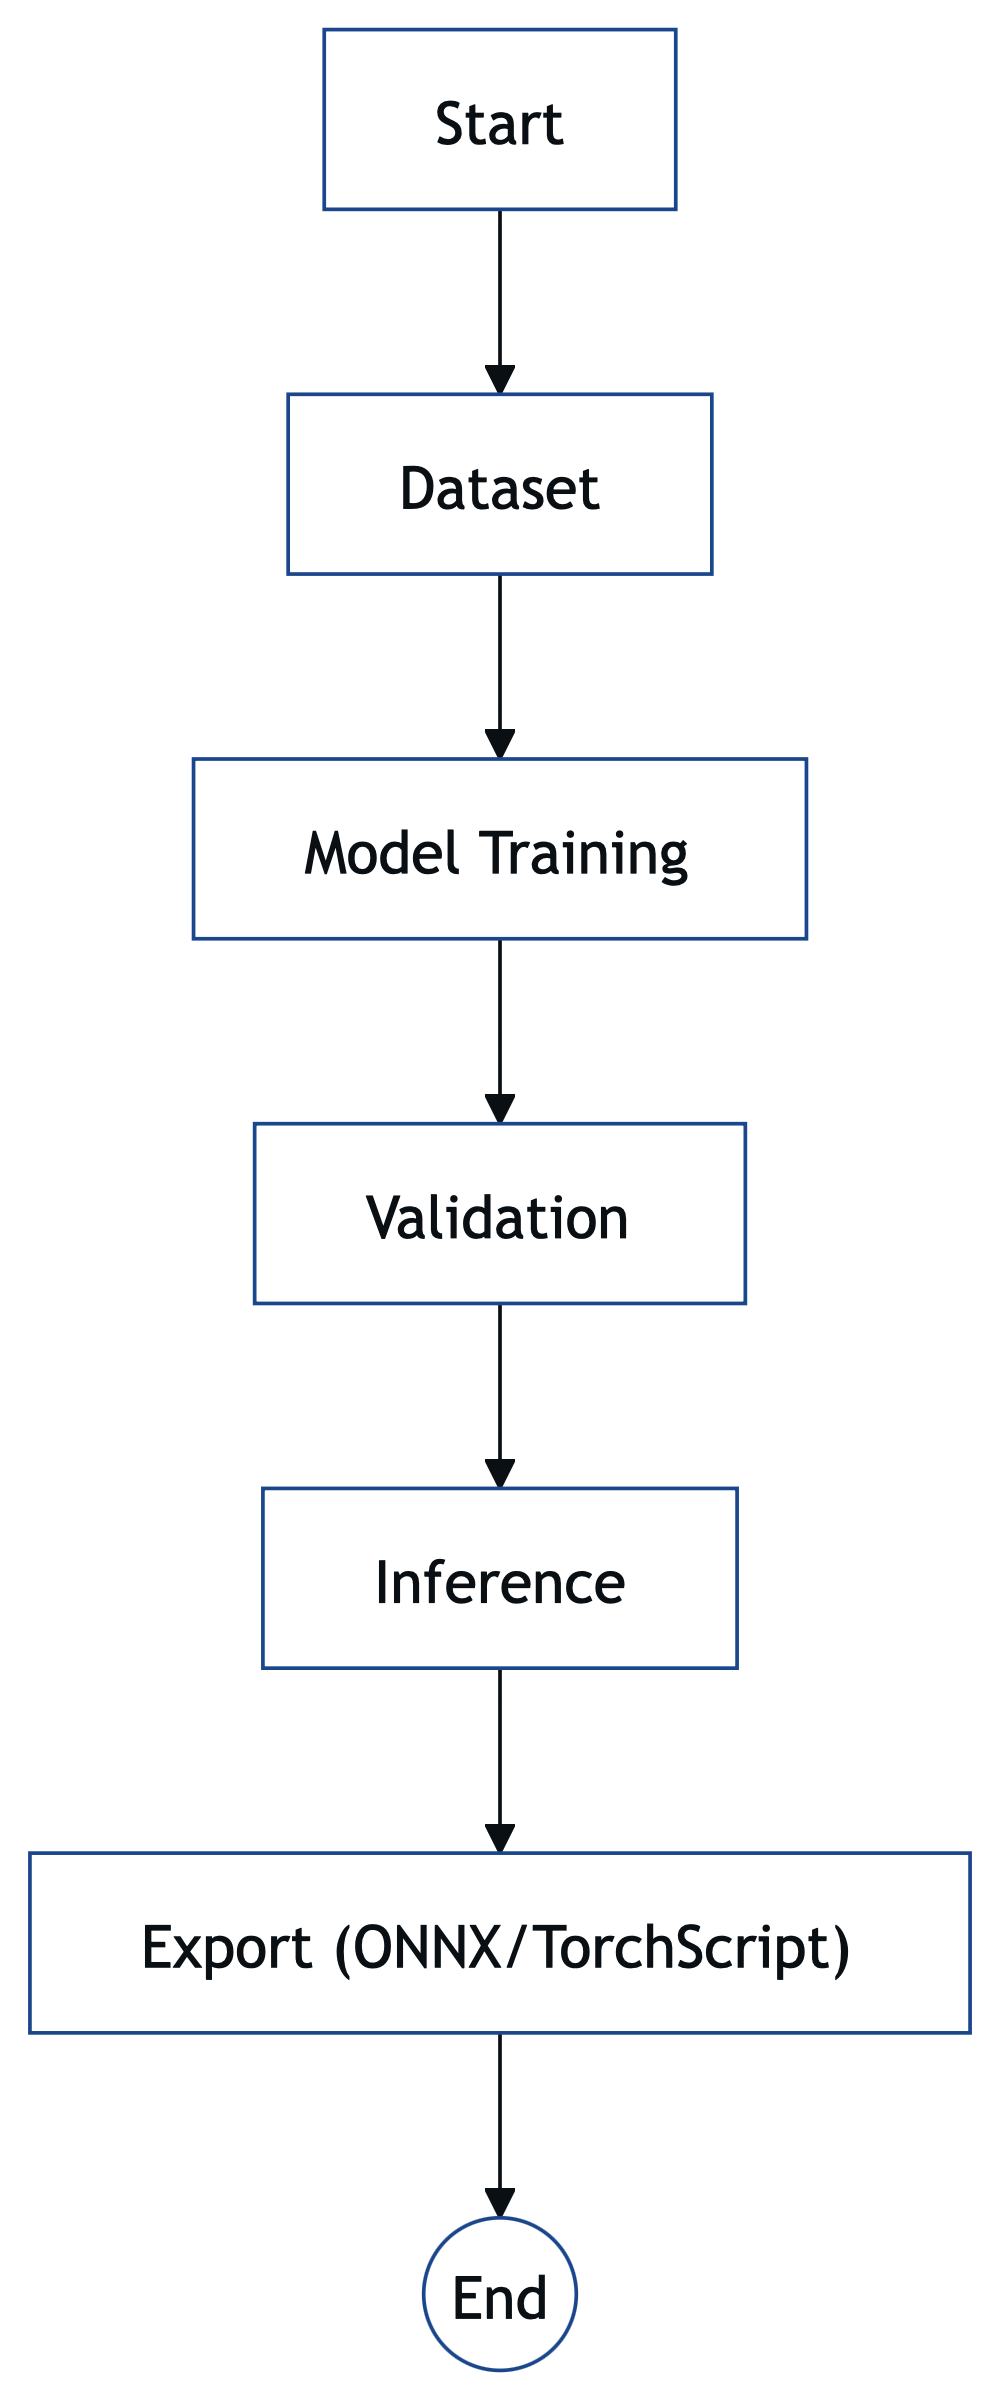 Start
Dataset
Model Training
Validation
Inference
Export (ONNX/TorchScript)
End